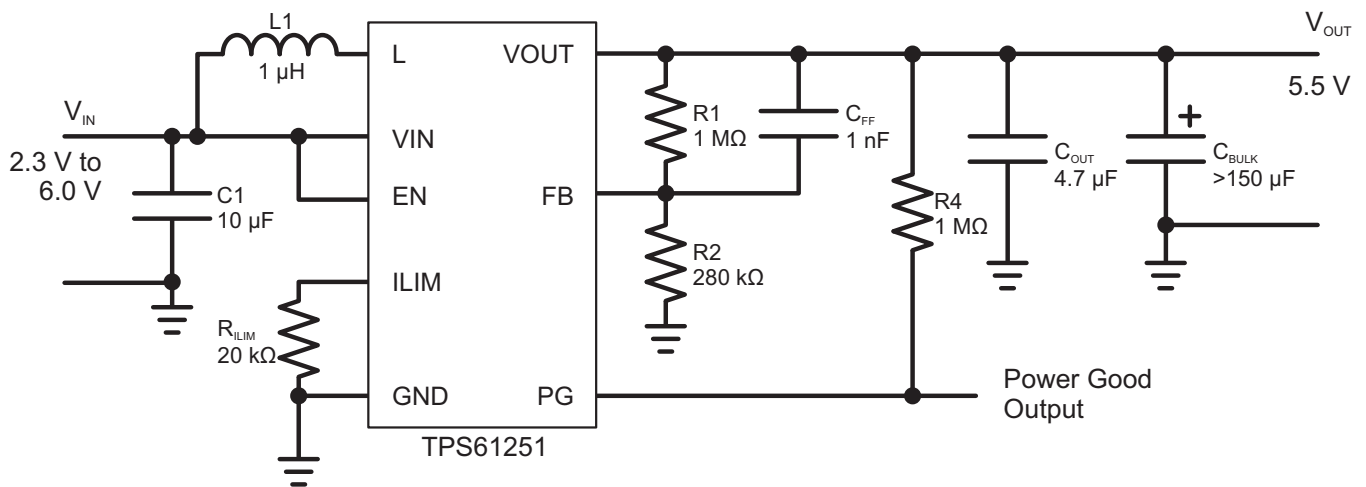 L1
1 µH
L
VOUT
V_OUT
5.5 V
V_IN
2.3 V to
6.0 V
VIN
EN
C1
10 µF
R1
1 MΩ
C_FF
1 nF
FB
C_OUT
4.7 µF
+
C_BULK
>150 µF
R4
1 MΩ
R2
280 kΩ
ILIM
R_ILIM
20 kΩ
GND
PG
Power Good
Output
TPS61251